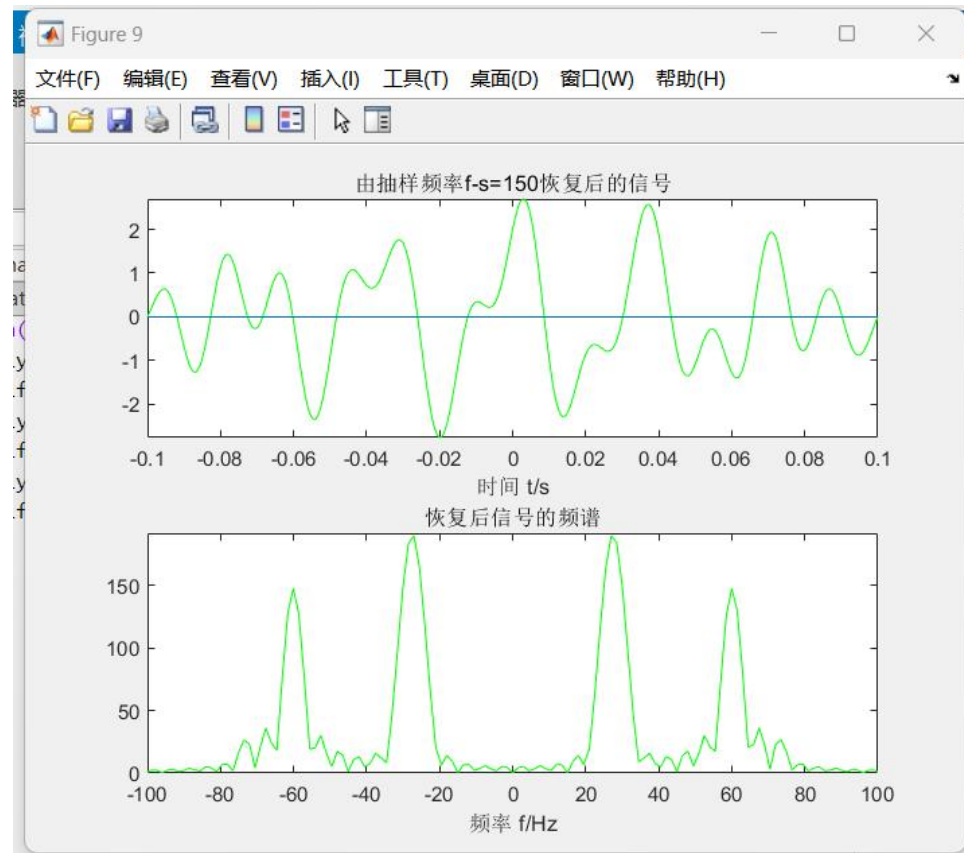 Figure 9
文件(F) 编辑(E) 查看(V) 插入(I) 工具(T) 桌面(D) 窗口(W) 帮助(H)
由抽样频率f-s=150恢复后的信号
2
1
0
-1
-2
-0.1 -0.08 -0.06 -0.04 -0.02 0 0.02 0.04 0.06 0.08 0.1
时间 t/s
恢复后信号的频谱
150
100
50
0
-100 -80 -60 -40 -20 0 20 40 60 80 100
频率 f/Hz